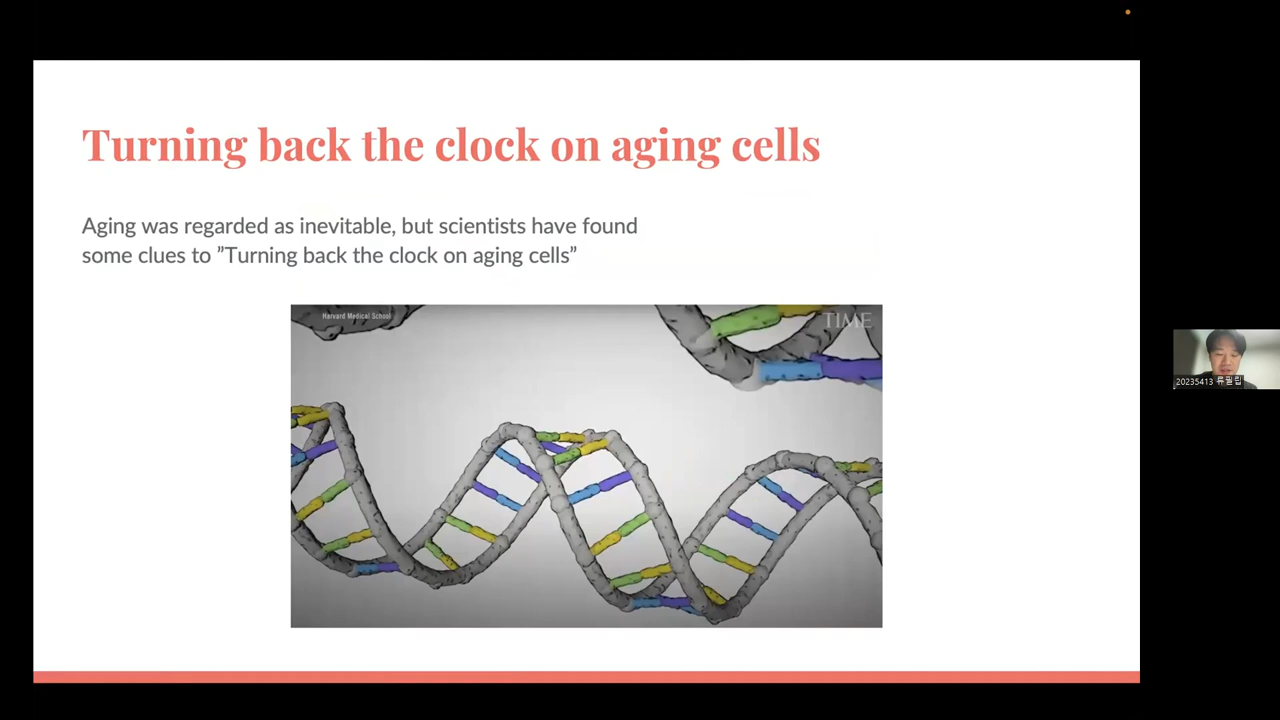 Turning back the clock on aging cells
Aging was regarded as inevitable, but scientists have found
some clues to ”Turning back the clock on aging cells”
Harvard Medical School
TIME
20235413 류필립